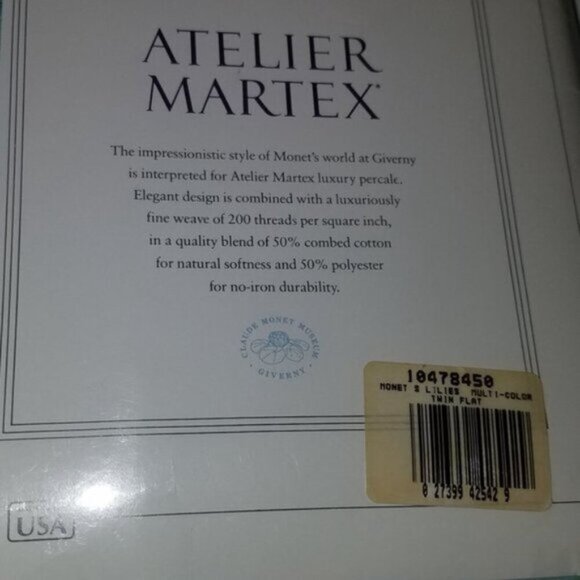 ATELIER
MARTEX®
The impressionistic style of Monet's world at Giverny
is interpreted for Atelier Martex luxury percale.
Elegant design is combined with a luxuriously
fine weave of 200 threads per square inch,
in a quality blend of 50% combed cotton
for natural softness and 50% polyester
for no-iron durability.
CLAUDE MONET MUSEUM
· GIVERNY ·
10478450
MONET S LILIES MULTI-COLOR
TWIN FLAT
0 27399 42542 9
USA